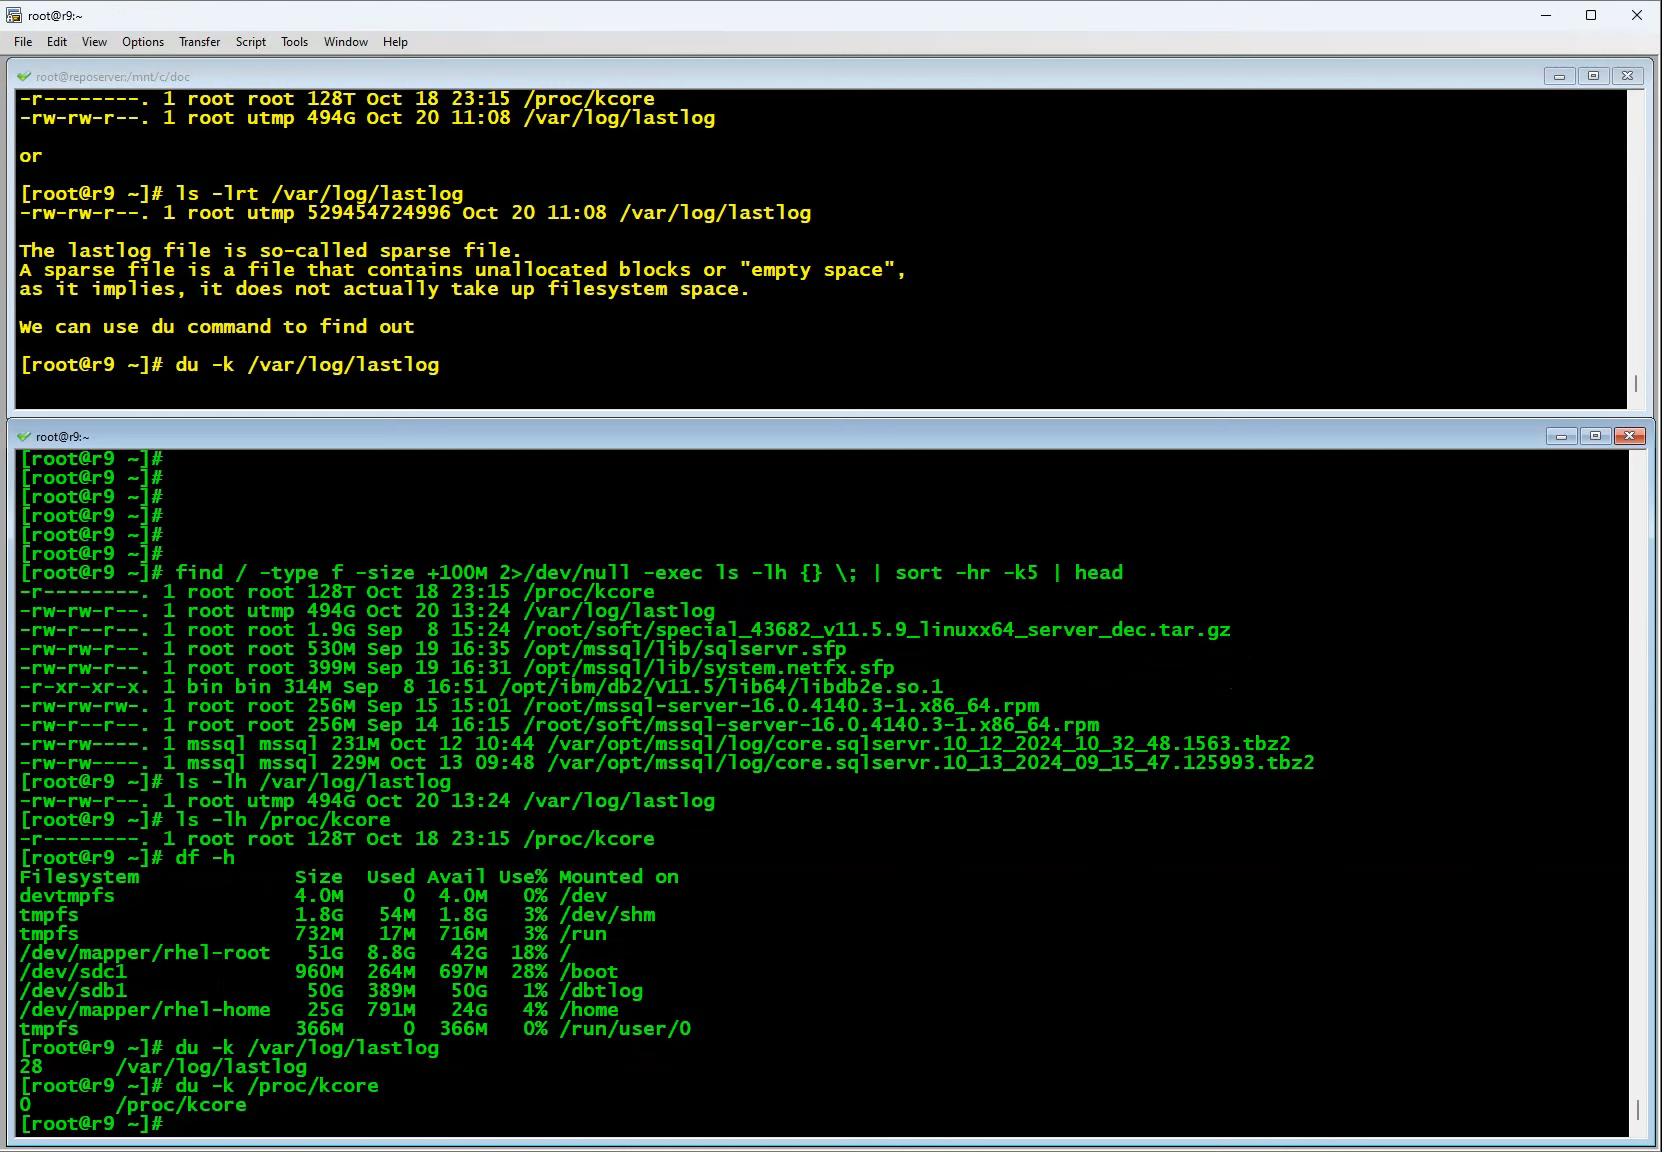 root@r9:~
File Edit View Options Transfer Script Tools Window Help
root@reposerver:/mnt/c/doc
-r--------. 1 root root 128T Oct 18 23:15 /proc/kcore
-rw-rw-r--. 1 root utmp 494G Oct 20 11:08 /var/log/lastlog
or
[root@r9 ~]# ls -lrt /var/log/lastlog
-rw-rw-r--. 1 root utmp 529454724996 Oct 20 11:08 /var/log/lastlog
The lastlog file is so-called sparse file.
A sparse file is a file that contains unallocated blocks or "empty space",
as it implies, it does not actually take up filesystem space.
We can use du command to find out
[root@r9 ~]# du -k /var/log/lastlog
root@r9:~
[root@r9 ~]#
[root@r9 ~]#
[root@r9 ~]#
[root@r9 ~]#
[root@r9 ~]#
[root@r9 ~]#
[root@r9 ~]# find / -type f -size +100M 2>/dev/null -exec ls -lh {} \; | sort -hr -k5 | head
-r--------. 1 root root 128T Oct 18 23:15 /proc/kcore
-rw-rw-r--. 1 root utmp 494G Oct 20 13:24 /var/log/lastlog
-rw-r--r--. 1 root root 1.9G Sep  8 15:24 /root/soft/special_43682_v11.5.9_linuxx64_server_dec.tar.gz
-rw-r--r--. 1 root root 530M Sep 19 16:35 /opt/mssql/lib/sqlservr.sfp
-rw-r--r--. 1 root root 399M Sep 19 16:31 /opt/mssql/lib/system.netfx.sfp
-r-xr-xr-x. 1 bin bin 314M Sep  8 16:51 /opt/ibm/db2/v11.5/lib64/libdb2e.so.1
-rw-rw-rw-. 1 root root 256M Sep 15 15:01 /root/mssql-server-16.0.4140.3-1.x86_64.rpm
-rw-r--r--. 1 root root 256M Sep 14 16:15 /root/soft/mssql-server-16.0.4140.3-1.x86_64.rpm
-rw-rw----. 1 mssql mssql 231M Oct 12 10:44 /var/opt/mssql/log/core.sqlservr.10_12_2024_10_32_48.1563.tbz2
-rw-rw----. 1 mssql mssql 229M Oct 13 09:48 /var/opt/mssql/log/core.sqlservr.10_13_2024_09_15_47.125993.tbz2
[root@r9 ~]# ls -lh /var/log/lastlog
-rw-rw-r--. 1 root utmp 494G Oct 20 13:24 /var/log/lastlog
[root@r9 ~]# ls -lh /proc/kcore
-r--------. 1 root root 128T Oct 18 23:15 /proc/kcore
[root@r9 ~]# df -h
Filesystem             Size  Used Avail Use% Mounted on
devtmpfs               4.0M     0  4.0M   0% /dev
tmpfs                  1.8G   54M  1.8G   3% /dev/shm
tmpfs                  732M   17M  716M   3% /run
/dev/mapper/rhel-root   51G  8.8G   42G  18% /
/dev/sdc1              960M  264M  697M  28% /boot
/dev/sdb1               50G  389M   50G   1% /dbtlog
/dev/mapper/rhel-home   25G  791M   24G   4% /home
tmpfs                  366M     0  366M   0% /run/user/0
[root@r9 ~]# du -k /var/log/lastlog
28      /var/log/lastlog
[root@r9 ~]# du -k /proc/kcore
0       /proc/kcore
[root@r9 ~]#